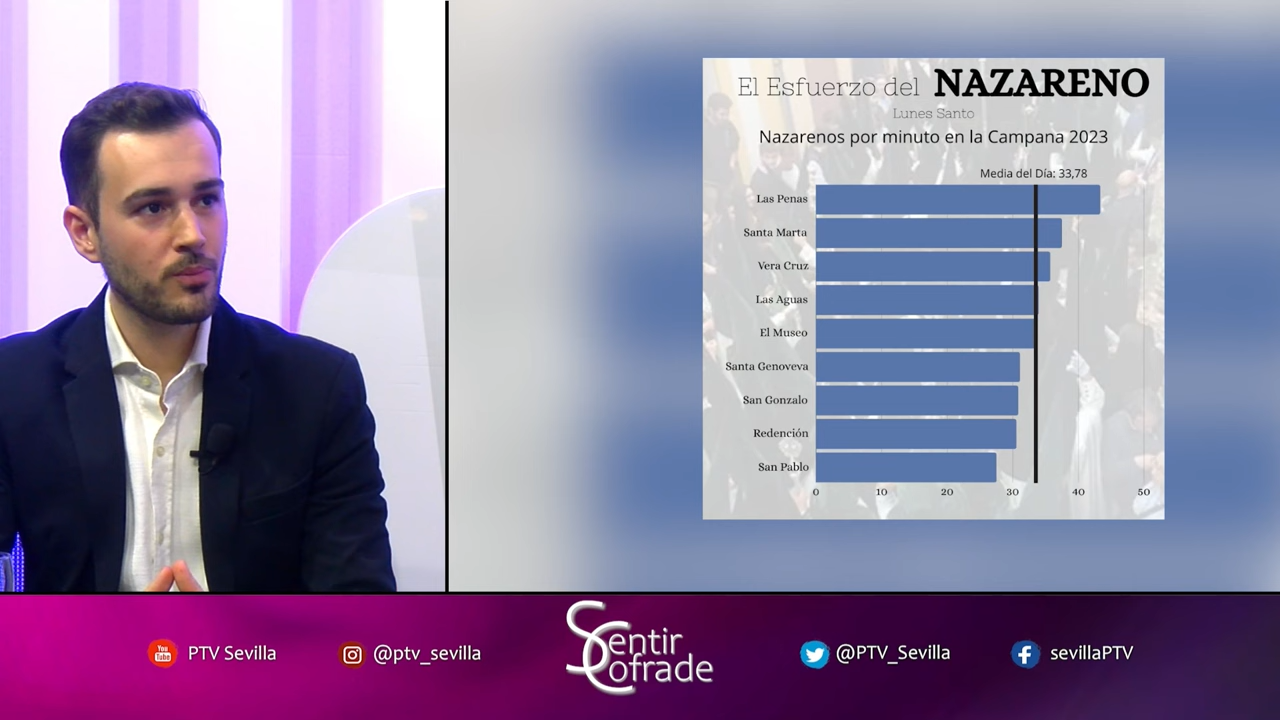 El Esfuerzo del NAZARENO
Lunes Santo
Nazarenos por minuto en la Campana 2023
Media del Día: 33,78
Las Penas
Santa Marta
Vera Cruz
Las Aguas
El Museo
Santa Genoveva
San Gonzalo
Redención
San Pablo
0 10 20 30 40 50
You Tube PTV Sevilla
@ptv_sevilla
Sentir
Cofrade
@PTV_Sevilla
sevillaPTV